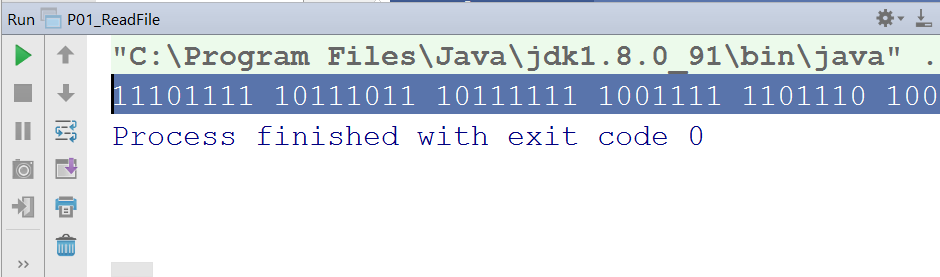 Run P01_ReadFile
"C:\Program Files\Java\jdk1.8.0_91\bin\java" .
11101111 10111011 10111111 1001111 1101110 100
Process finished with exit code 0